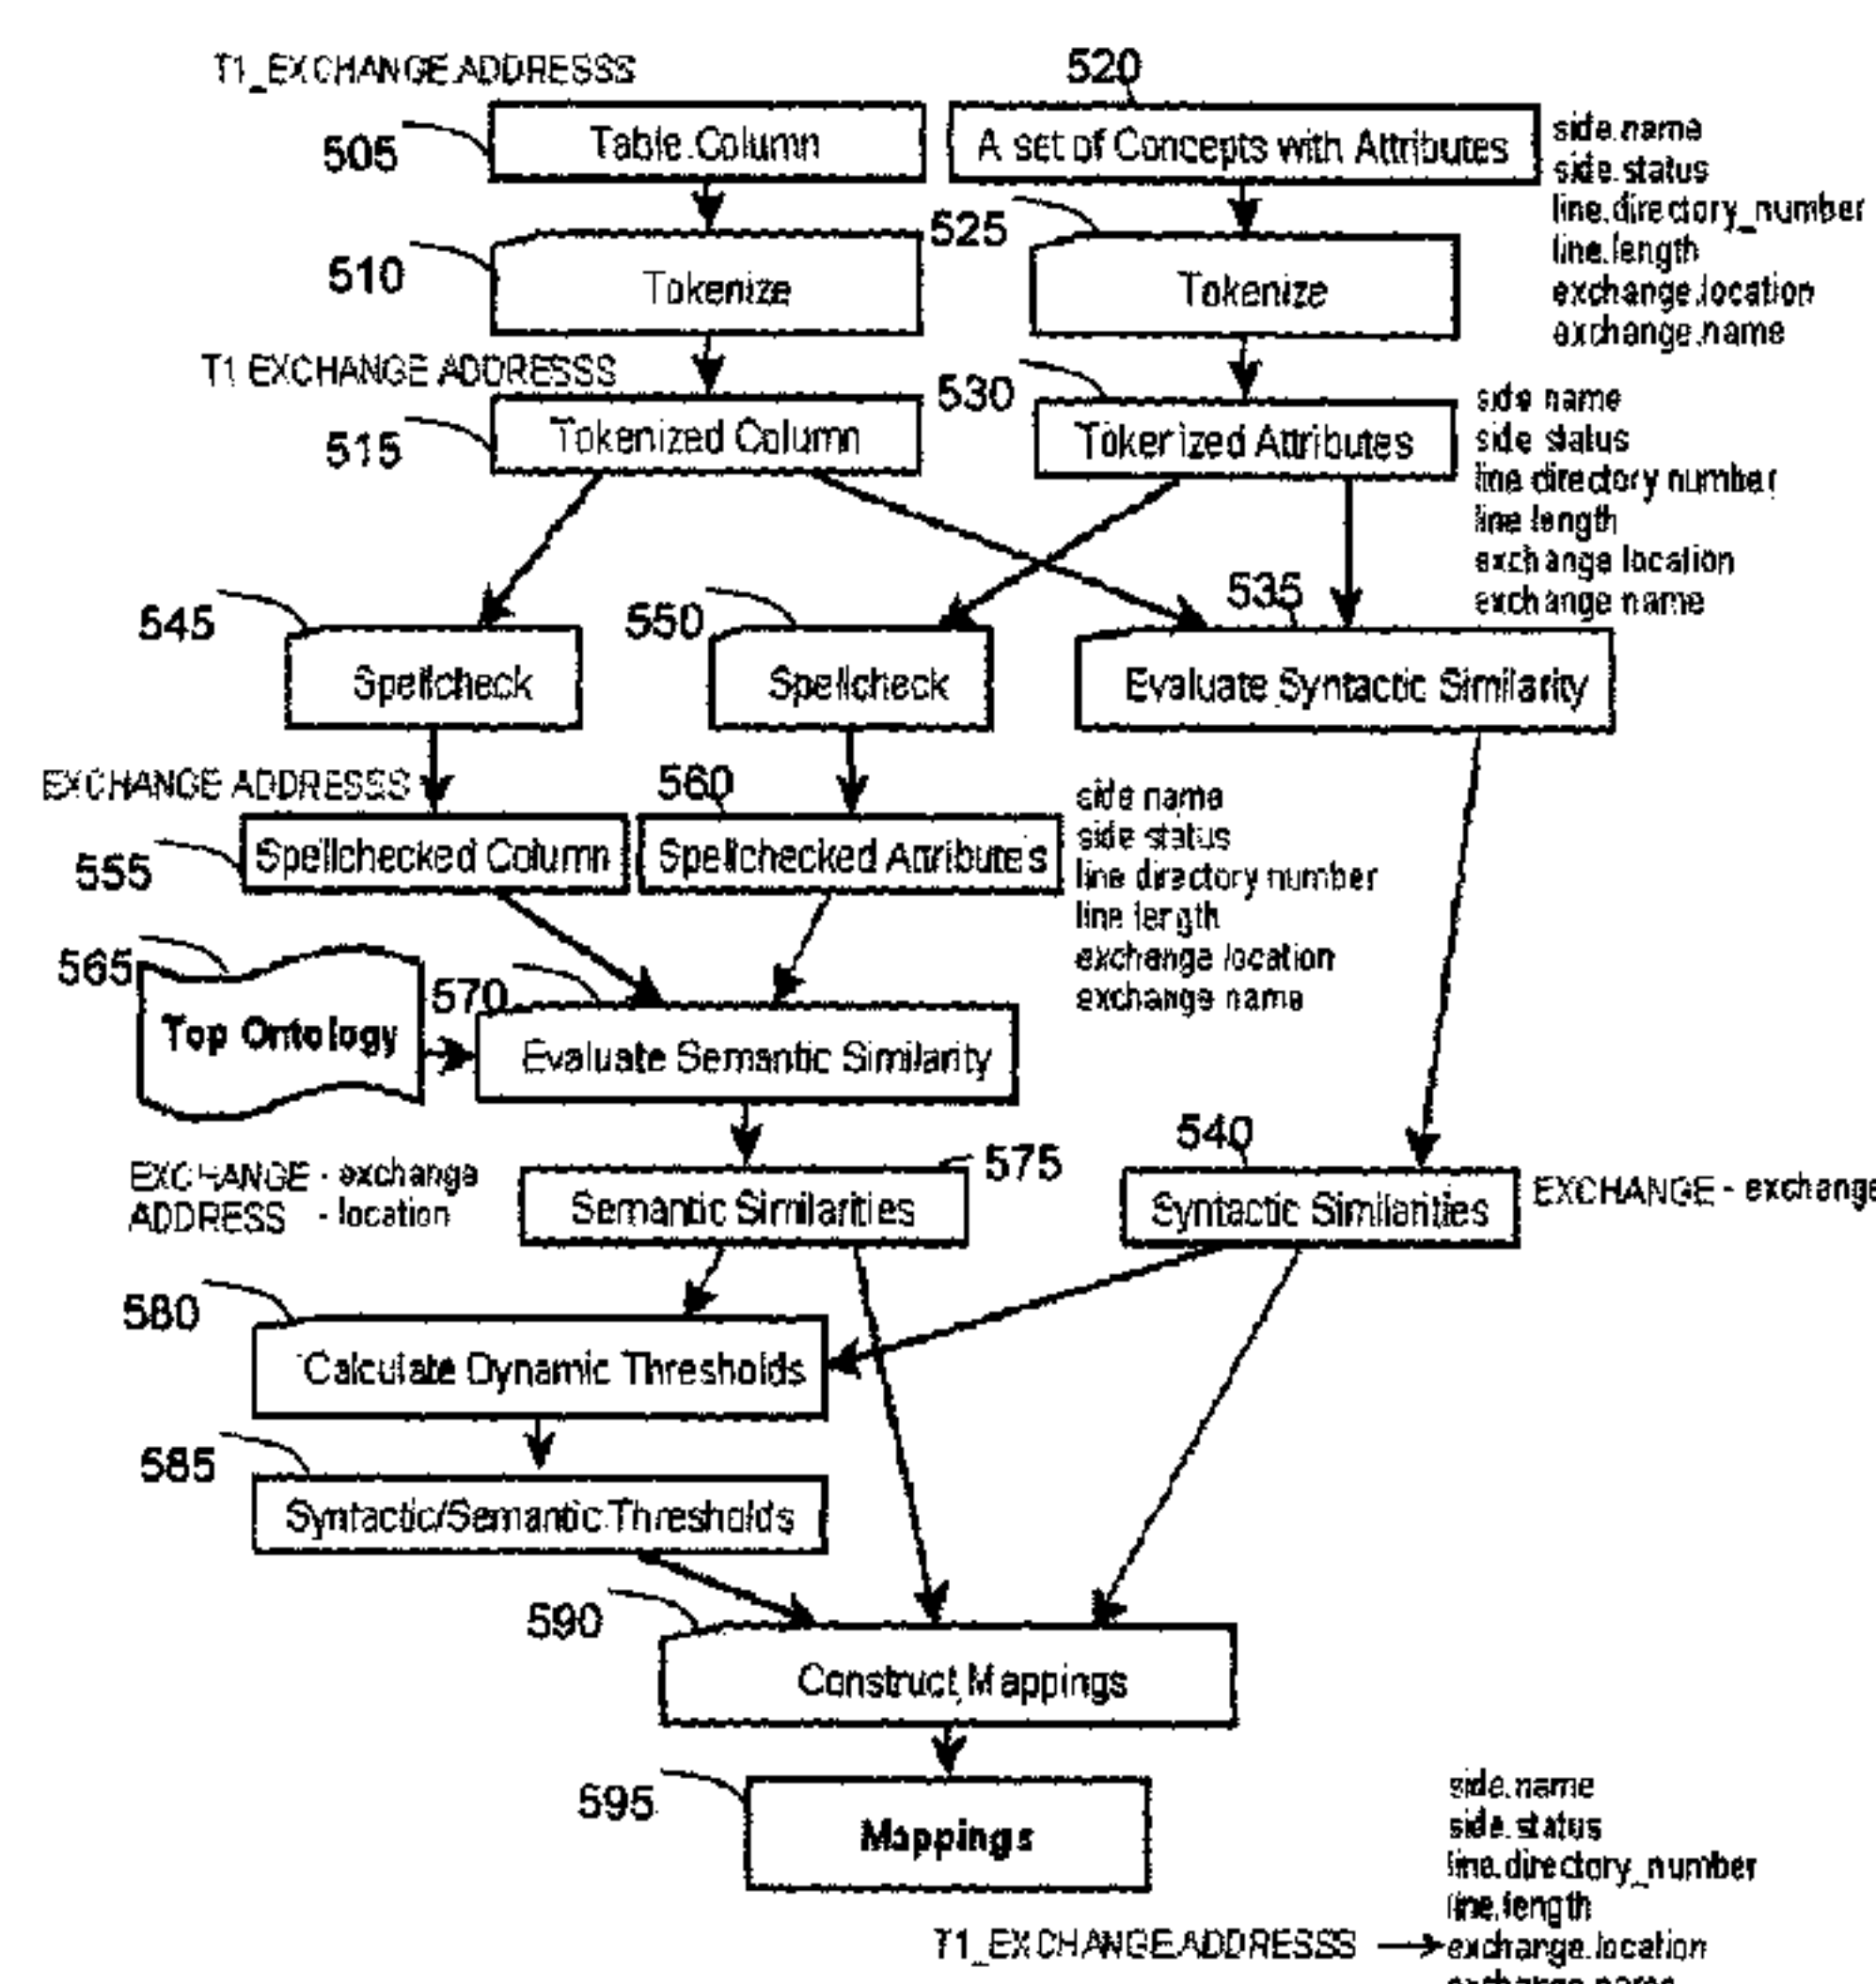 T1_EXCHANGE.ADDRESSS
520
505
Table.Column
A set of Concepts with Attributes
side.name
side.status
line.directory_number
line.length
exchange.location
exchange.name
510
Tokenize
525
Tokenize
T1 EXCHANGE ADDRESSS
515
Tokenized Column
530
Tokenized Attributes
side name
side status
line directory number
line length
exchange location
exchange name
545
Spellcheck
550
Spellcheck
535
Evaluate Syntactic Similarity
EXCHANGE ADDRESSS
555
Spellchecked Column
560
Spellchecked Attributes
side name
side status
line directory number
line length
exchange location
exchange name
565
Top Ontology
570
Evaluate Semantic Similarity
EXCHANGE - exchange
ADDRESS - location
575
Semantic Similarities
540
Syntactic Similarities
EXCHANGE - exchange
580
Calculate Dynamic Thresholds
585
Syntactic/Semantic Thresholds
590
Construct Mappings
595
Mappings
side.name
side.status
line.directory_number
line.length
T1_EXCHANGE.ADDRESSS → exchange.location
exchange.name